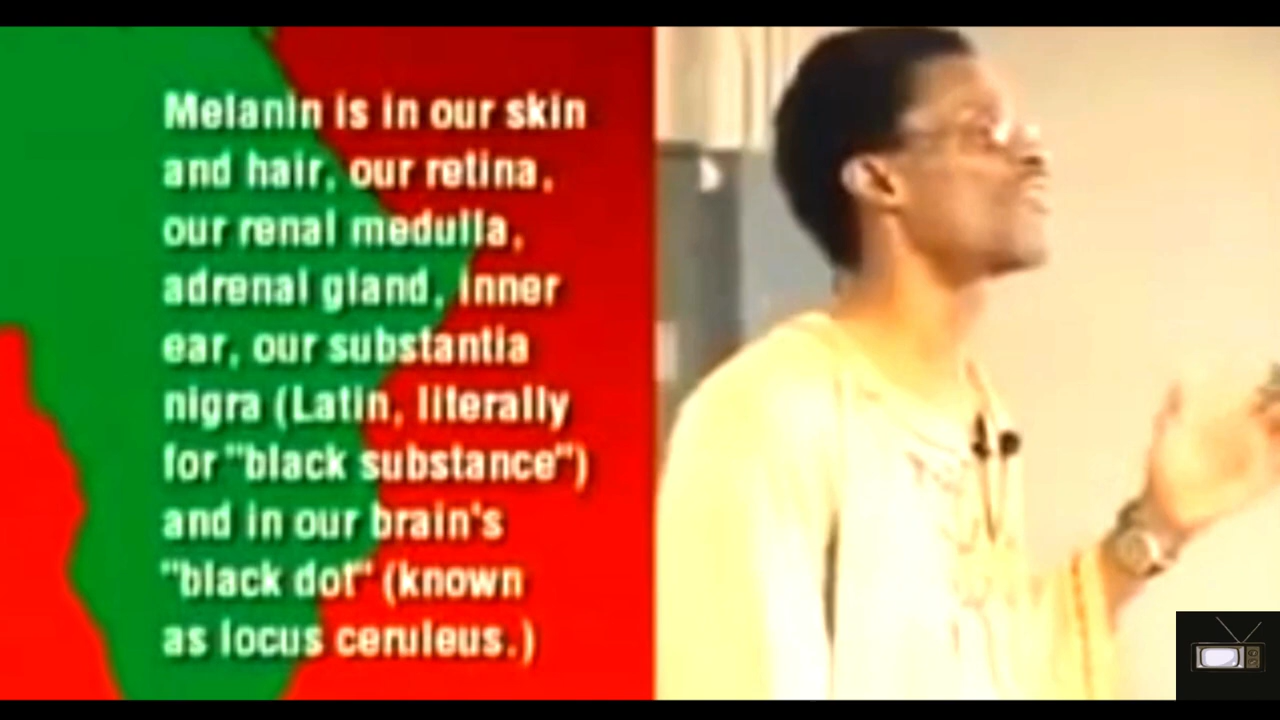 Melanin is in our skin
and hair, our retina,
our renal medulla,
adrenal gland, inner
ear, our substantia
nigra (Latin, literally
for "black substance")
and in our brain's
"black dot" (known
as locus ceruleus.)